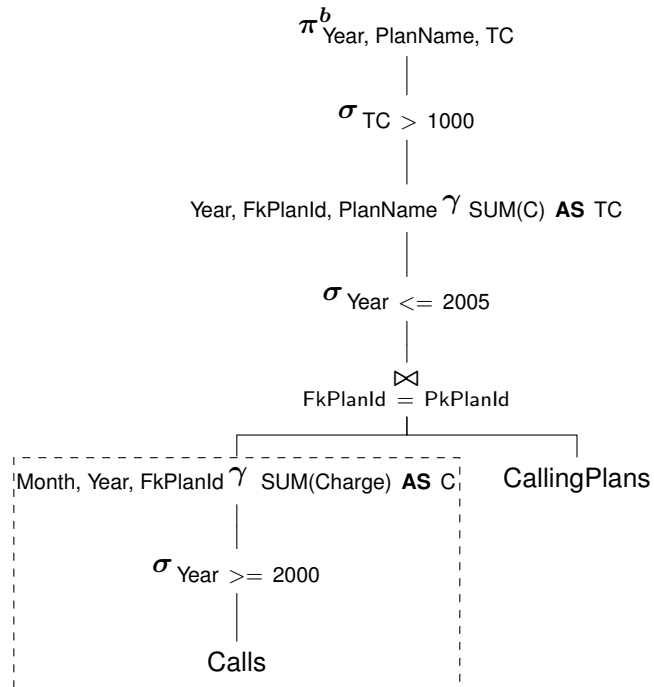 π^b Year, PlanName, TC
σ TC > 1000
Year, FkPlanId, PlanName γ SUM(C) AS TC
σ Year <= 2005
⋈
FkPlanId = PkPlanId
Month, Year, FkPlanId γ SUM(Charge) AS C
CallingPlans
σ Year >= 2000
Calls